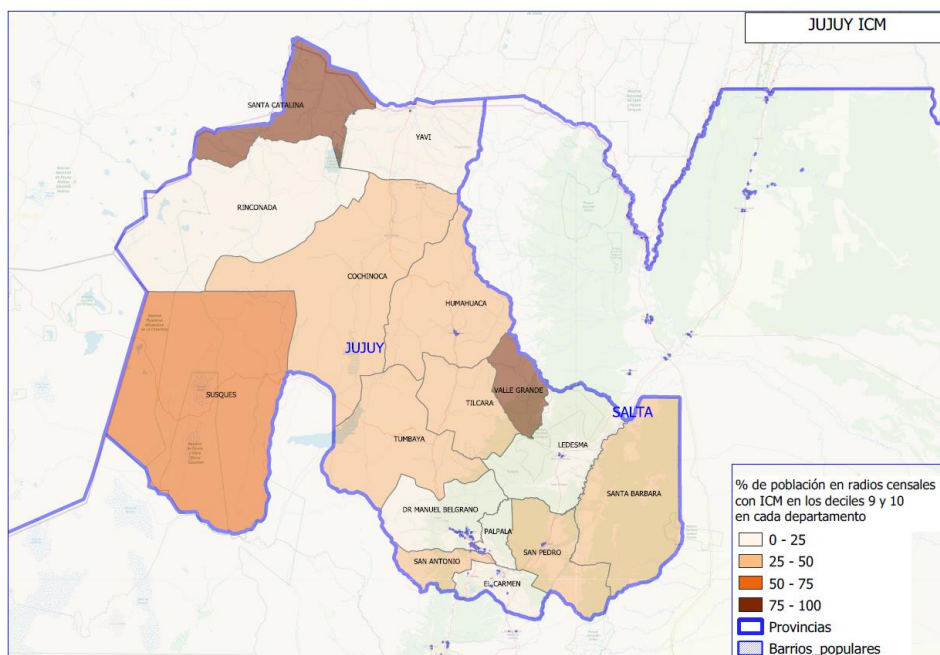 JUJUY ICM
SANTA CATALINA
YAVI
RINCONADA
COCHINOCA
HUMAHUACA
JUJUY
VALLE GRANDE
SUSQUES
TILCARA
SALTA
TUMBAYA
LEDESMA
SANTA BARBARA
DR MANUEL BELGRANO
PALPALA
SAN PEDRO
SAN ANTONIO
EL CARMEN
% de población en radios censales
con ICM en los deciles 9 y 10
en cada departamento
0 - 25
25 - 50
50 - 75
75 - 100
Provincias
Barrios_populares